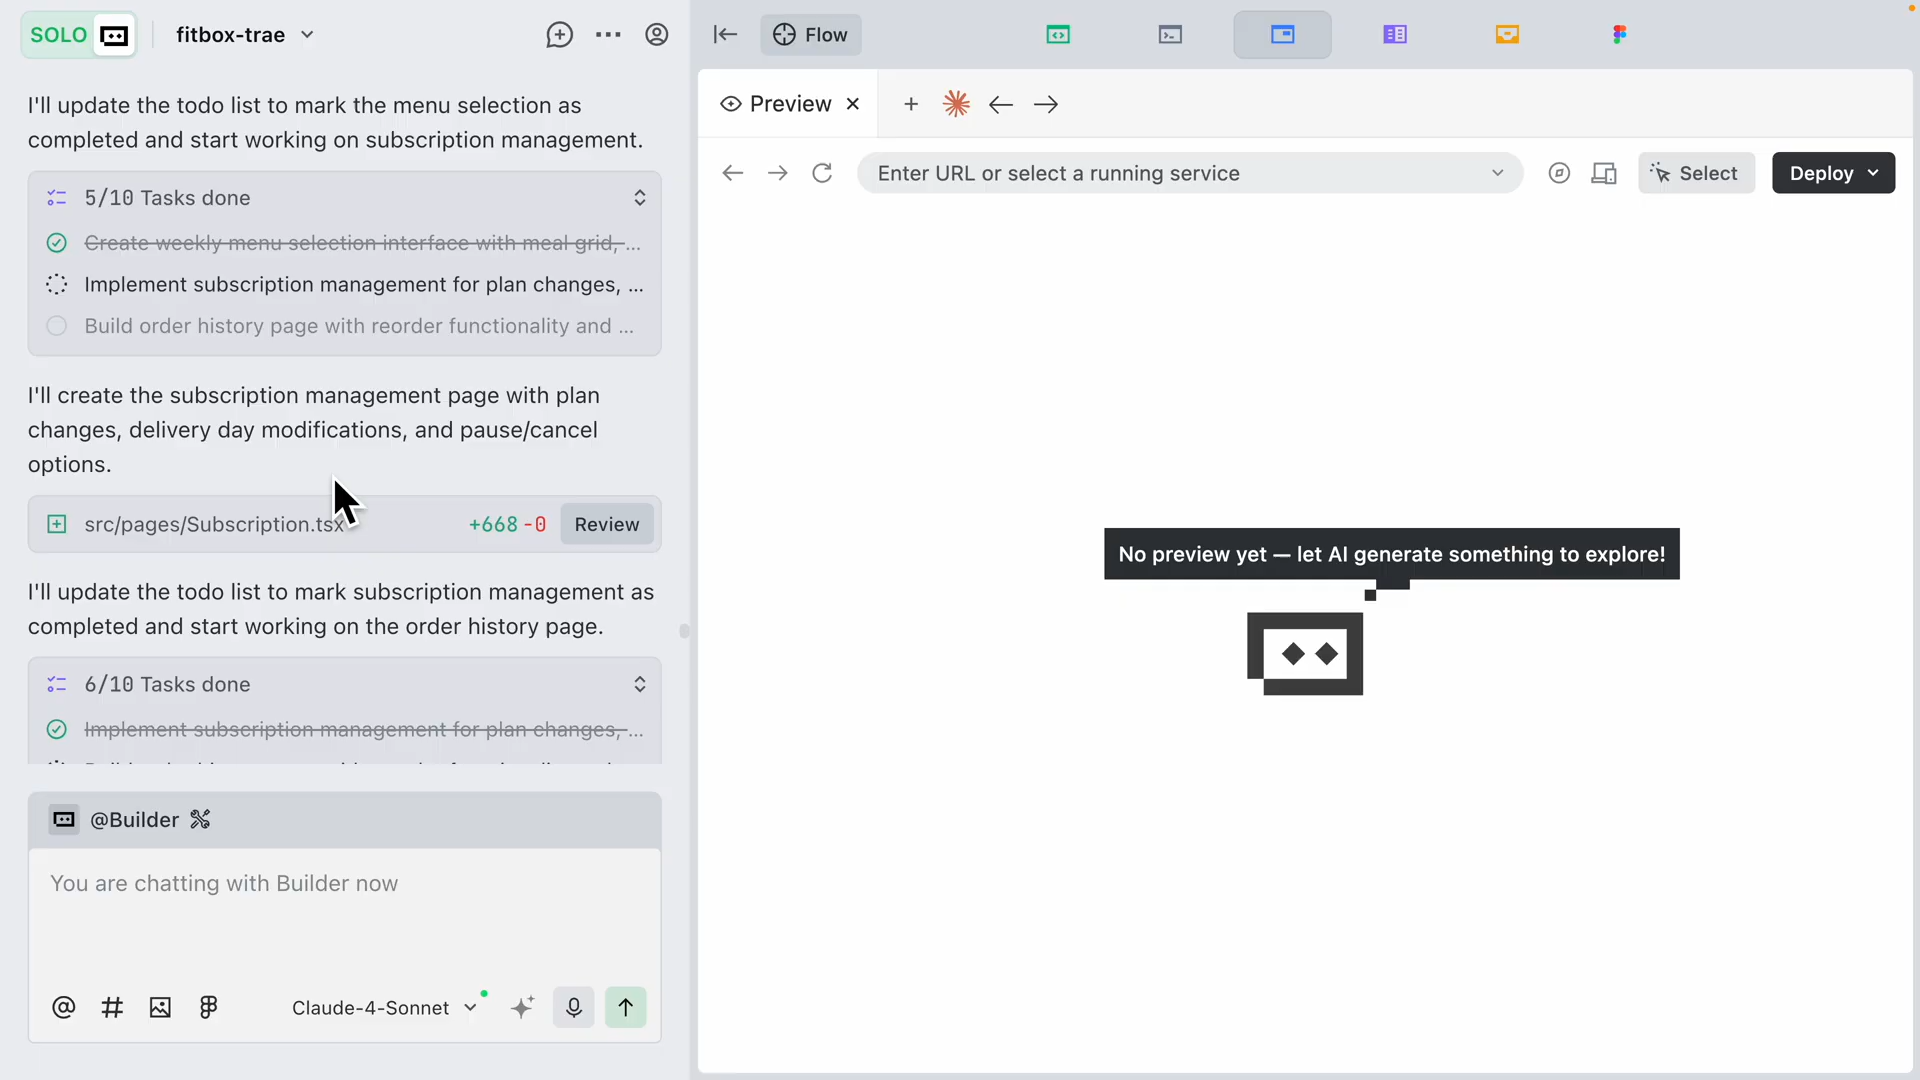 SOLO
fitbox-trae
I'll update the todo list to mark the menu selection as
completed and start working on subscription management.
5/10 Tasks done
Create weekly menu selection interface with meal grid, ...
Implement subscription management for plan changes, ...
Build order history page with reorder functionality and ...
I'll create the subscription management page with plan
changes, delivery day modifications, and pause/cancel
options.
src/pages/Subscription.tsx +668 -0 Review
I'll update the todo list to mark subscription management as
completed and start working on the order history page.
6/10 Tasks done
Implement subscription management for plan changes, ...
@Builder
You are chatting with Builder now
Claude-4-Sonnet
Flow
Preview
Enter URL or select a running service
Select
Deploy
No preview yet — let AI generate something to explore!